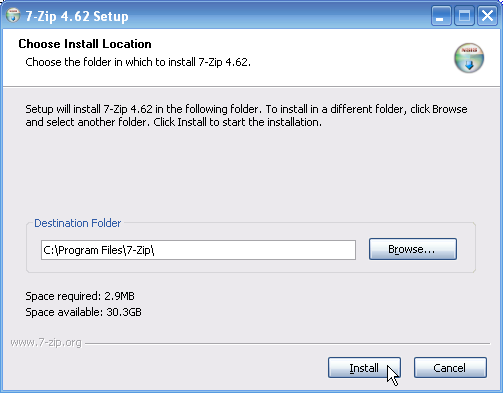 7-Zip 4.62 Setup
Choose Install Location
Choose the folder in which to install 7-Zip 4.62.
Setup will install 7-Zip 4.62 in the following folder. To install in a different folder, click Browse
and select another folder. Click Install to start the installation.
Destination Folder
C:\Program Files\7-Zip\
Browse...
Space required: 2.9MB
Space available: 30.3GB
www.7-zip.org
Install
Cancel